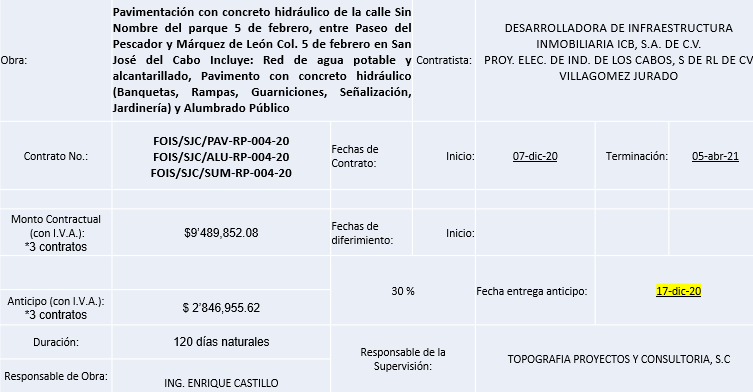 Obra:
Pavimentación con concreto hidráulico de la calle Sin
Nombre del parque 5 de febrero, entre Paseo del
Pescador y Márquez de León Col. 5 de febrero en San
José del Cabo Incluye: Red de agua potable y
alcantarillado, Pavimento con concreto hidráulico
(Banquetas, Rampas, Guarniciones, Señalización,
Jardinería) y Alumbrado Público
Contratista:
DESARROLLADORA DE INFRAESTRUCTURA
INMOBILIARIA ICB, S.A. DE C.V.
PROY. ELEC. DE IND. DE LOS CABOS, S DE RL DE CV
VILLAGOMEZ JURADO
Contrato No.:
FOIS/SJC/PAV-RP-004-20
FOIS/SJC/ALU-RP-004-20
FOIS/SJC/SUM-RP-004-20
Fechas de
Contrato:
Inicio:
07-dic-20
Terminación:
05-abr-21
Monto Contractual
(con I.V.A.):
*3 contratos
$9'489,852.08
Fechas de
diferimiento:
Inicio:
Anticipo (con I.V.A.):
*3 contratos
$ 2'846,955.62
30 %
Fecha entrega anticipo:
17-dic-20
Duración:
120 días naturales
Responsable de la
Supervisión:
TOPOGRAFIA PROYECTOS Y CONSULTORIA, S.C
Responsable de Obra:
ING. ENRIQUE CASTILLO